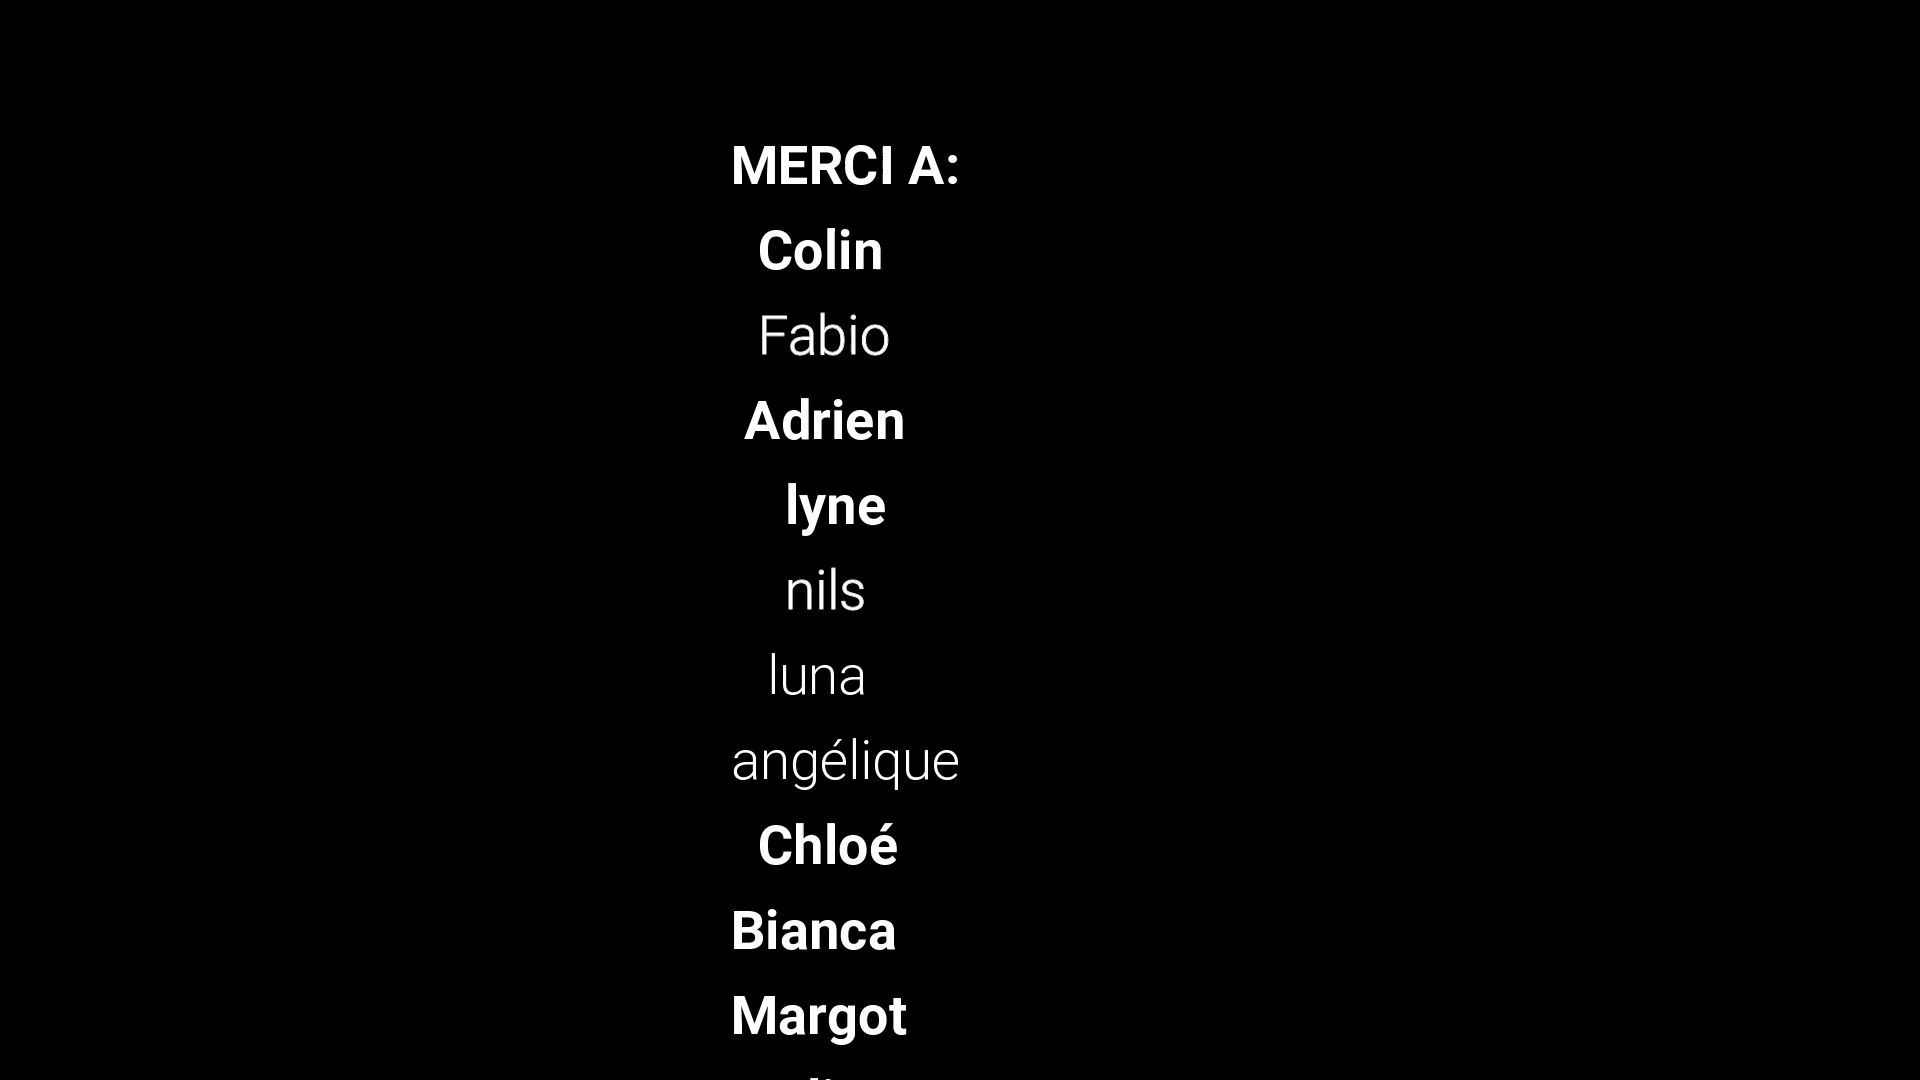 MERCI A:
Colin
Fabio
Adrien
lyne
nils
luna
angélique
Chloé
Bianca
Margot